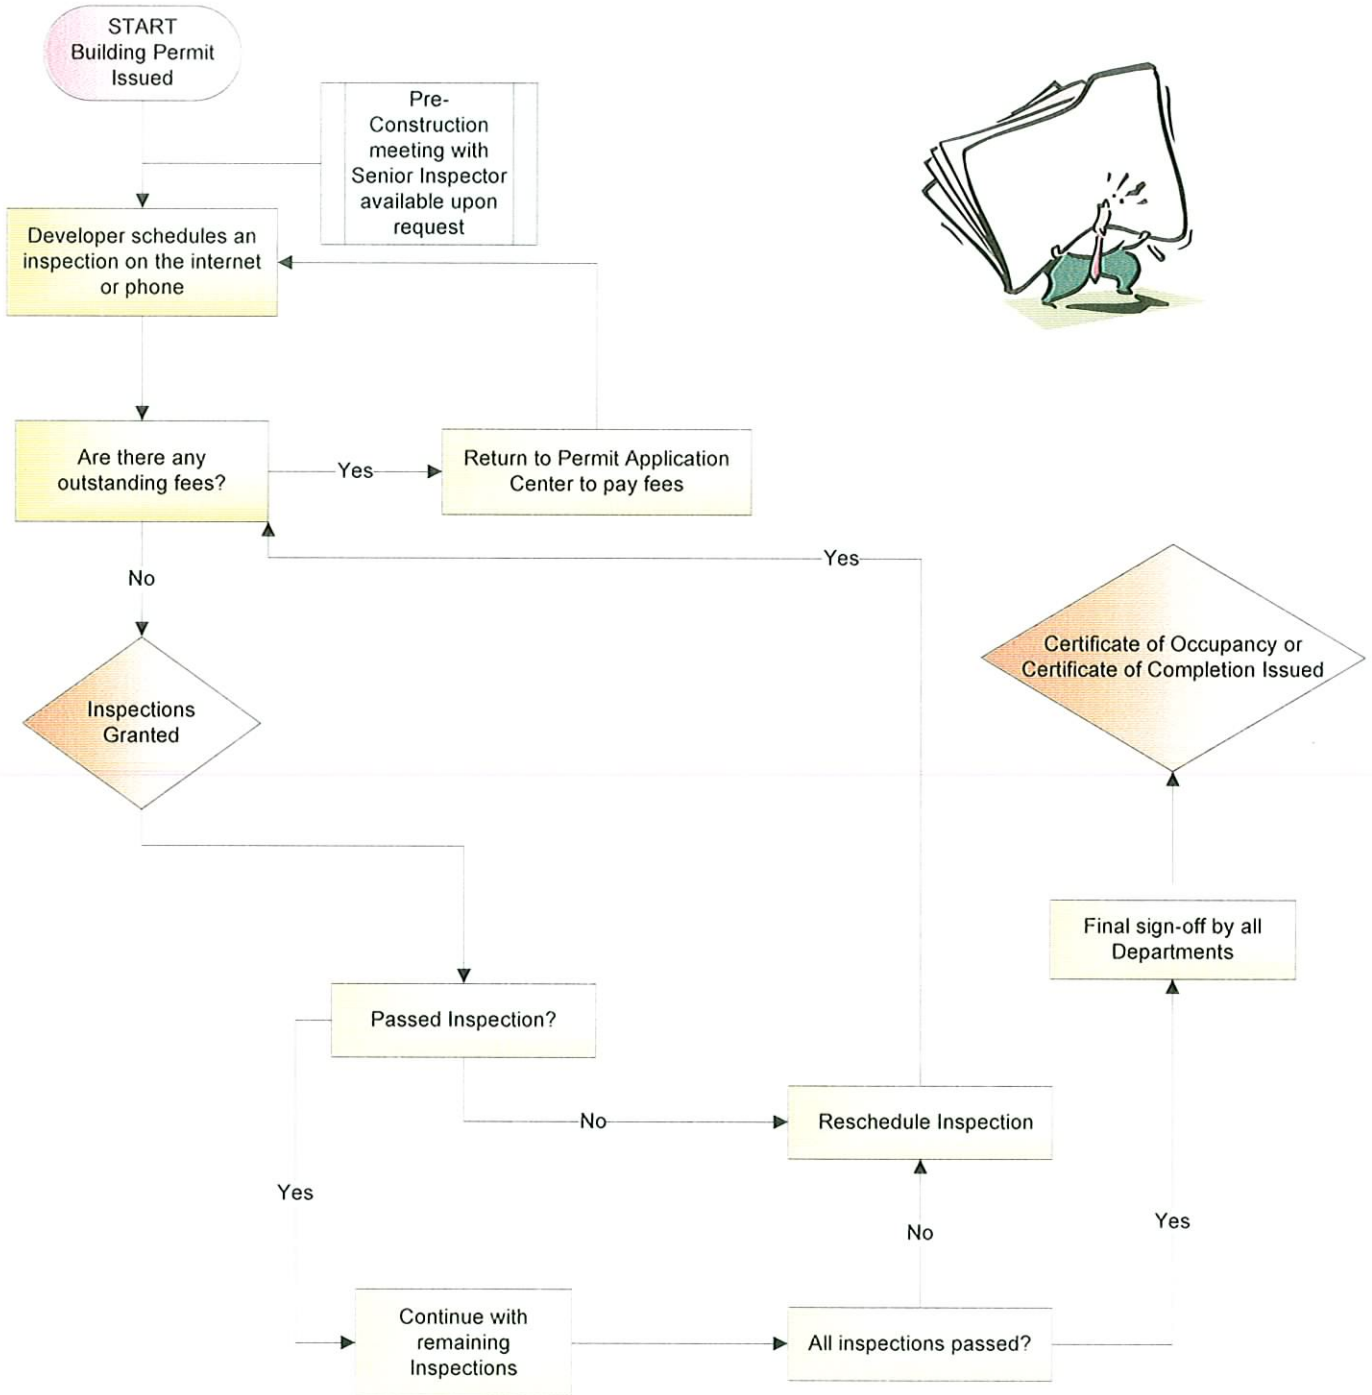 START
Building Permit
Issued
Pre-
Construction
meeting with
Senior Inspector
available upon
request
Developer schedules an
inspection on the internet
or phone
Are there any
outstanding fees?
Yes
Return to Permit Application
Center to pay fees
Yes
No
Certificate of Occupancy or
Certificate of Completion Issued
Inspections
Granted
Final sign-off by all
Departments
Passed Inspection?
No
Reschedule Inspection
Yes
No
Yes
Continue with
remaining
Inspections
All inspections passed?